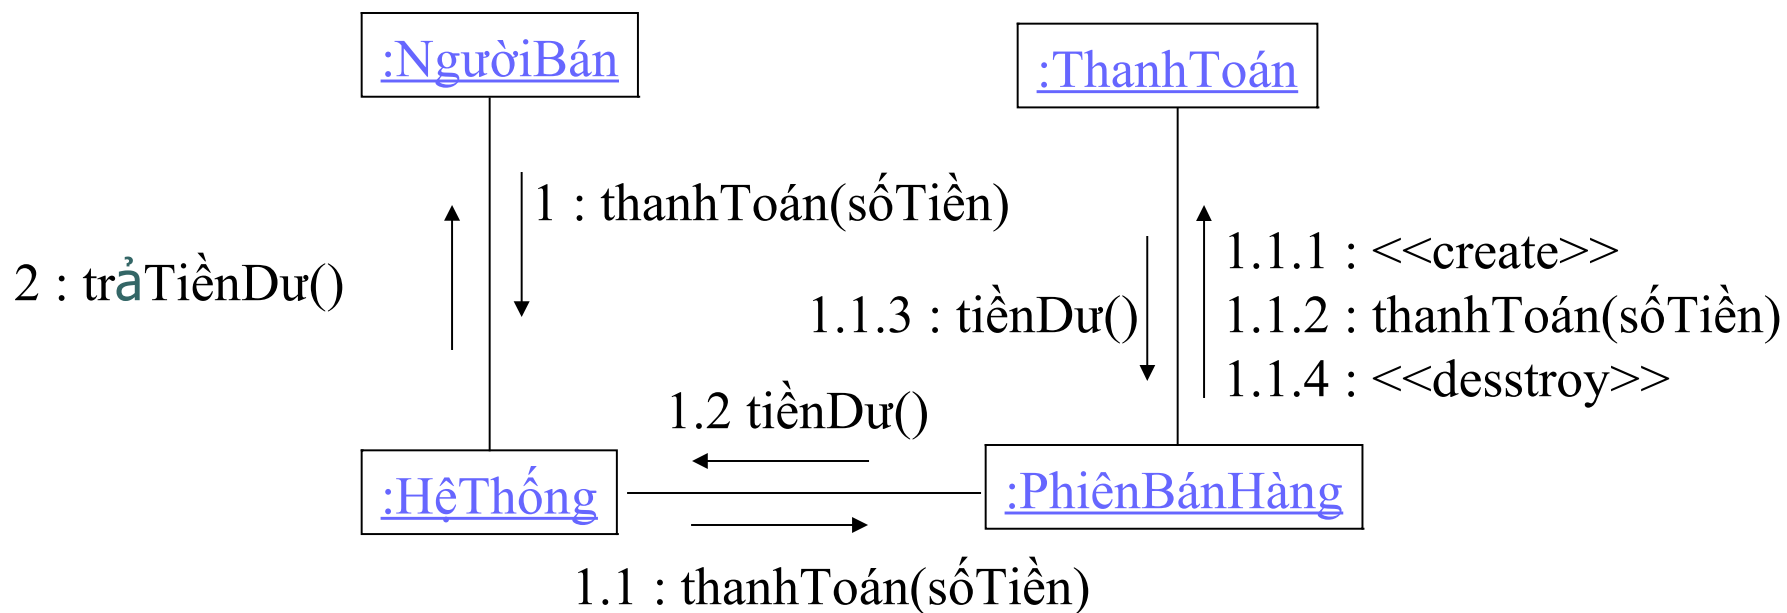 :NgườiBán
:ThanhToán
1 : thanhToán(sốTiền)
2 : trảTiềnDư()
1.1.1 : <<create>>
1.1.3 : tiềnDư()
1.1.2 : thanhToán(sốTiền)
1.1.4 : <<desstroy>>
1.2 tiềnDư()
:HệThống
:PhiênBánHàng
1.1 : thanhToán(sốTiền)